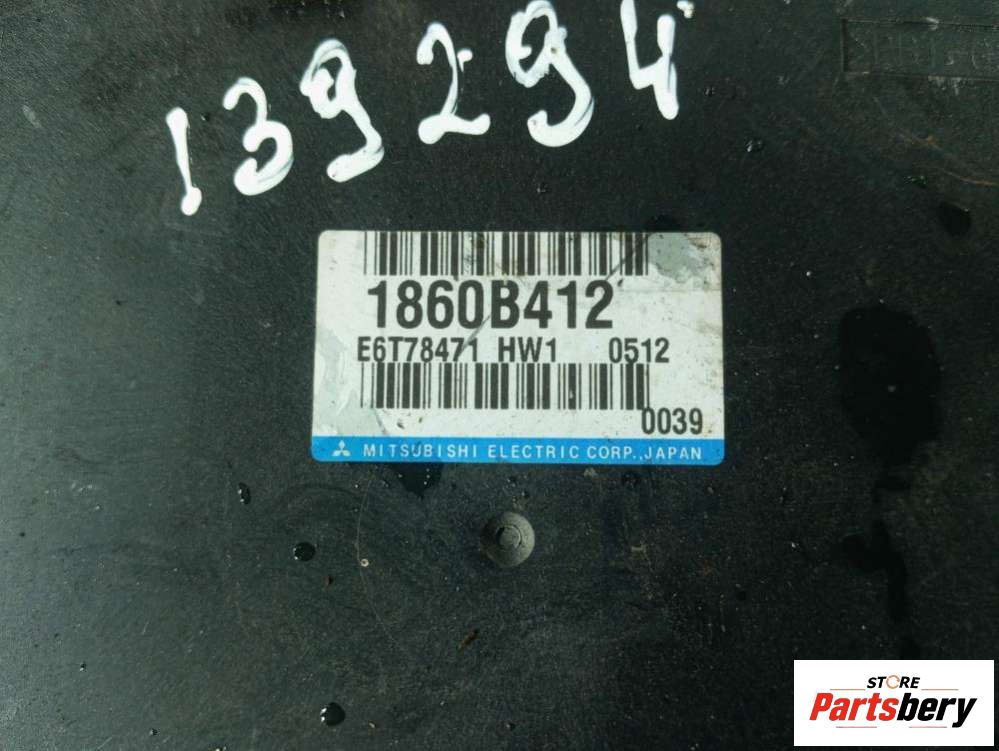 139294
1860B412
E6T78471 HW1 0512
0039
MITSUBISHI ELECTRIC CORP., JAPAN
STORE
Partsbery